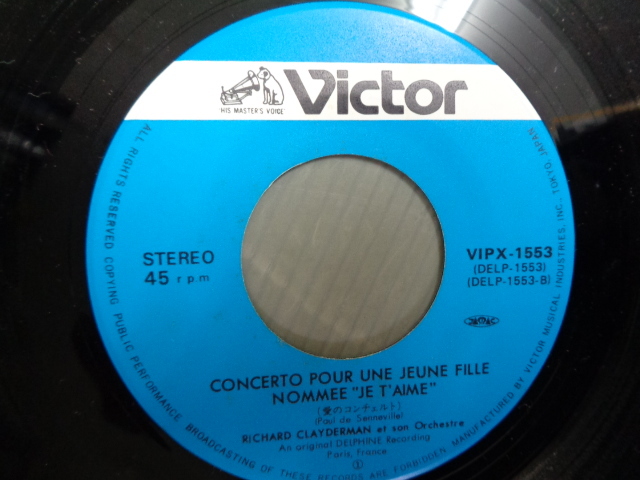 HIS MASTER'S VOICE
Victor
STEREO
45 rpm
VIPX-1553
(DELP-1553)
(DELP-1553-B)
CONCERTO POUR UNE JEUNE FILLE
NOMMEE "JE T'AIME"
(愛のコンチェルト)
(Paul de Senneville)
RICHARD CLAYDERMAN et son Orchestre
An original DELPHINE Recording
Paris, France
ALL RIGHTS RESERVED COPYING PUBLIC PERFORMANCE BROADCASTING OF THESE RECORDS ARE FORBIDDEN MANUFACTURED BY VICTOR MUSICAL INDUSTRIES, INC. TOKYO, JAPAN